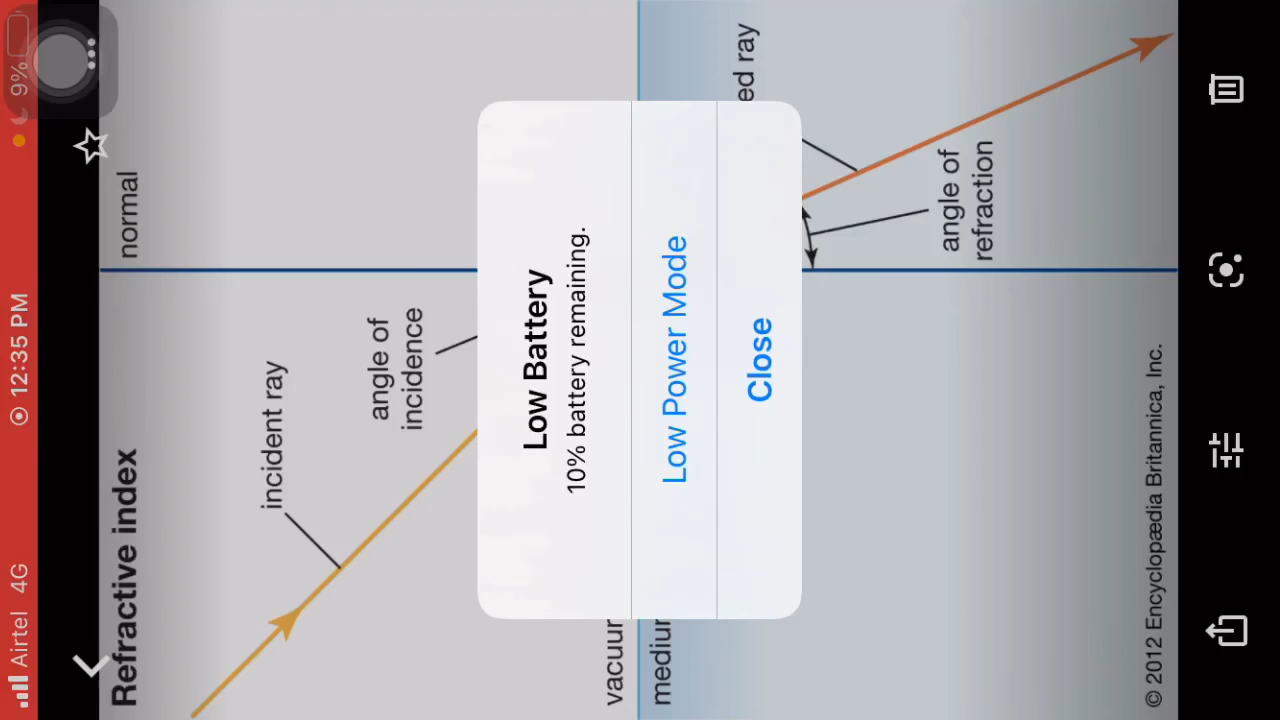 Airtel 4G
12:35 PM
9%
Refractive index
normal
incident ray
angle of
incidence
Low Battery
10% battery remaining.
Low Power Mode
Close
ed ray
angle of
refraction
vacuur
mediur
© 2012 Encyclopædia Britannica, Inc.